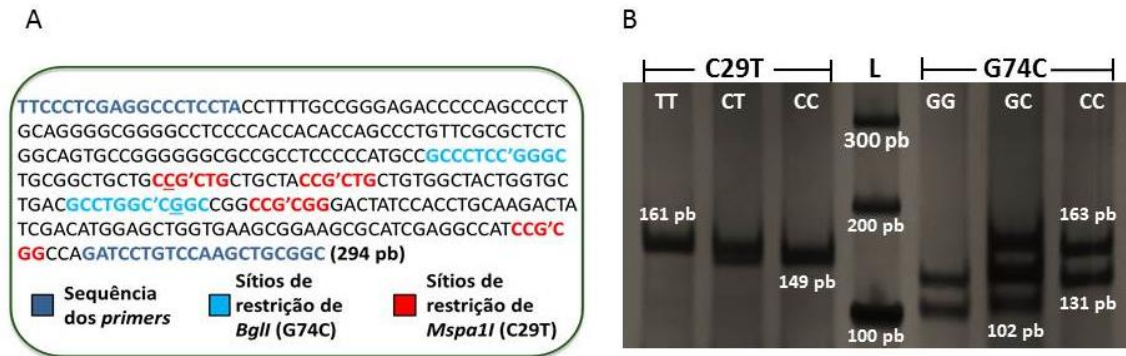 A
TTCCCTCGAGGCCCTCCTACCTTTTGCCGGGAGACCCCCAGCCCCT
GCAGGGGCGGGGCCTCCCCACCACACCAGCCCTGTTCGCGCTCTC
GGCAGTGCCGGGGGGCGCCGCCTCCCCCATGCCGCCCTCC'GGGC
TGCGGCTGCTGCCG'CTGCTGCTACCG'CTGCTGTGGCTACTGGTGC
TGACGCCTGGC'CGGCCGGCCG'CGGGACTATCCACCTGCAAGACTA
TCGACATGGAGCTGGTGAAGCGGAAGCGCATCGAGGCCATCCG'C
GGCCAGATCCTGTCCAAGCTGCGGC (294 pb)
Sequência
dos primers
Sítios de
restrição de
BglI (G74C)
Sítios de
restrição de
Mspa1I (C29T)
B
C29T L G74C
TT CT CC GG GC CC
300 pb
161 pb 200 pb 163 pb
149 pb 131 pb
100 pb 102 pb